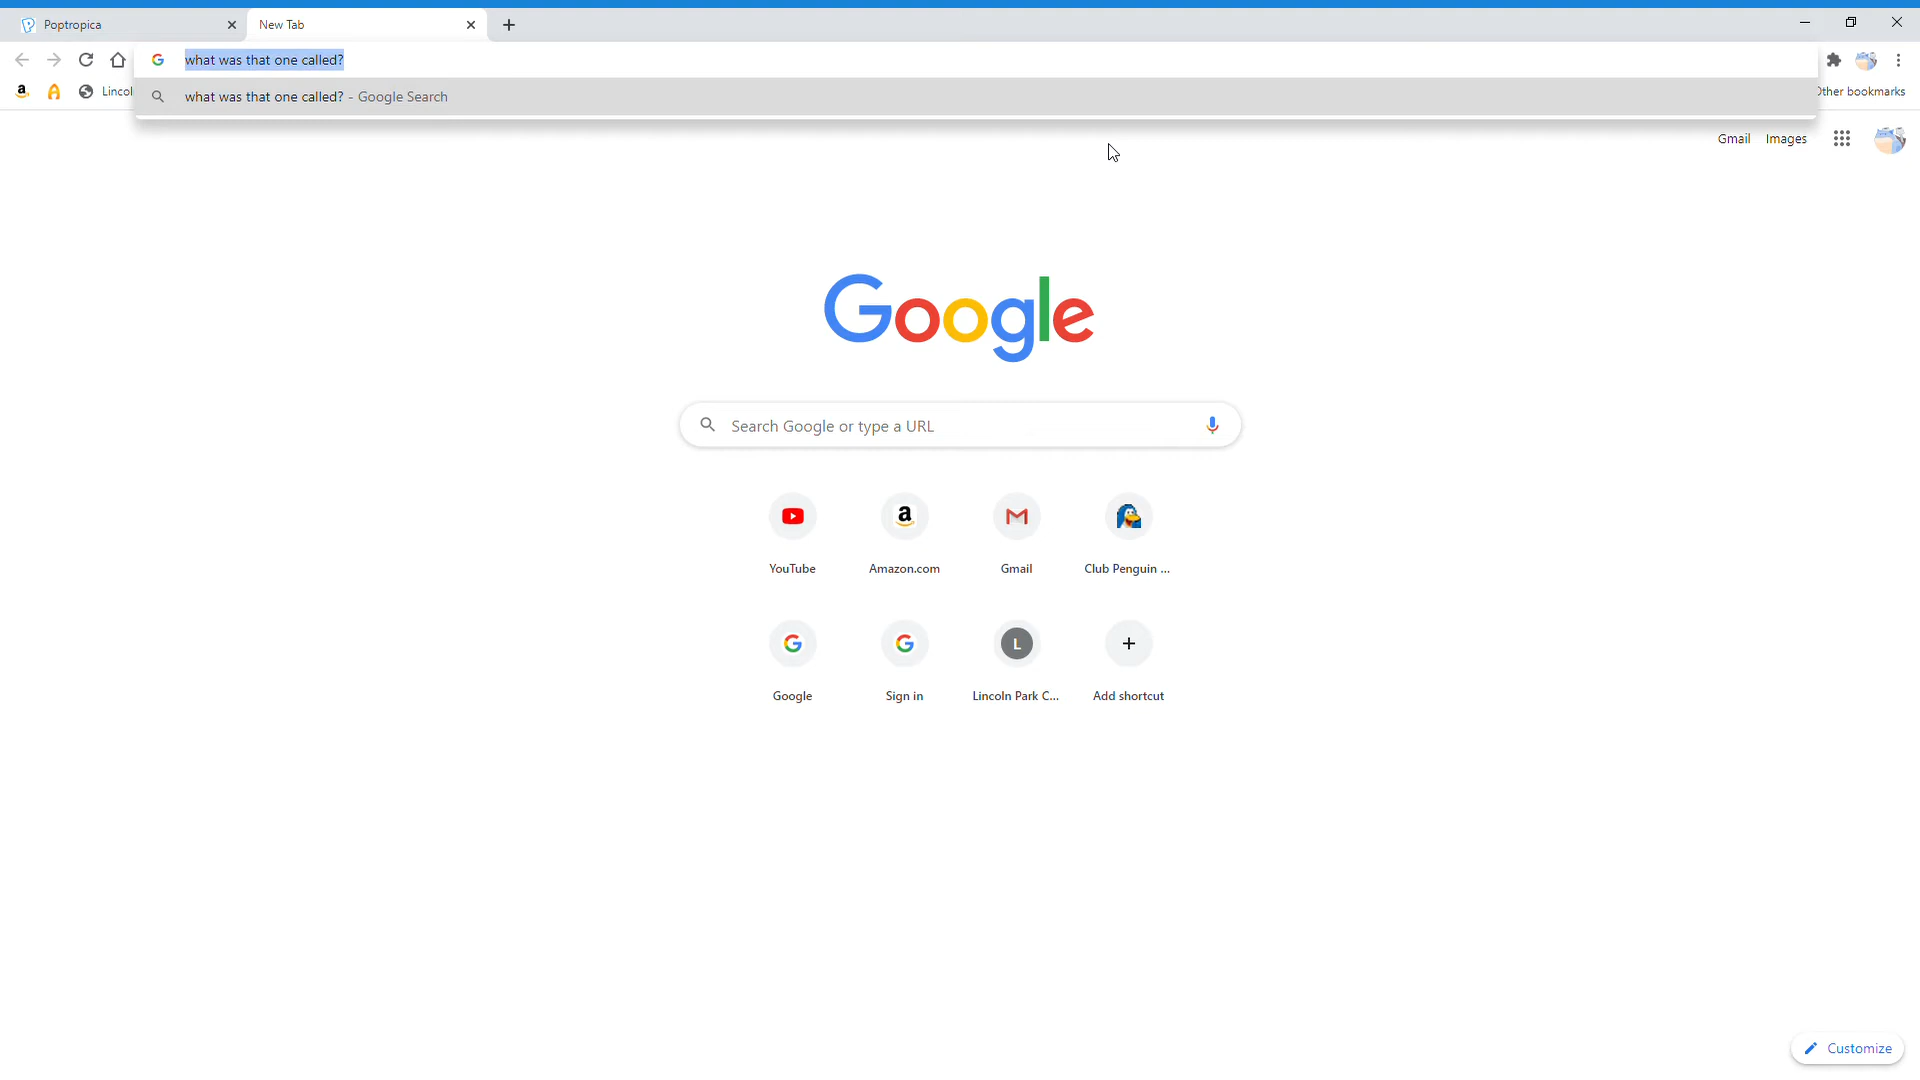 Poptropica
New Tab
what was that one called?
Lincol
what was that one called? - Google Search
Other bookmarks
Gmail
Images
Google
Search Google or type a URL
YouTube
Amazon.com
Gmail
Club Penguin ...
Google
Sign in
L
Lincoln Park C...
Add shortcut
Customize